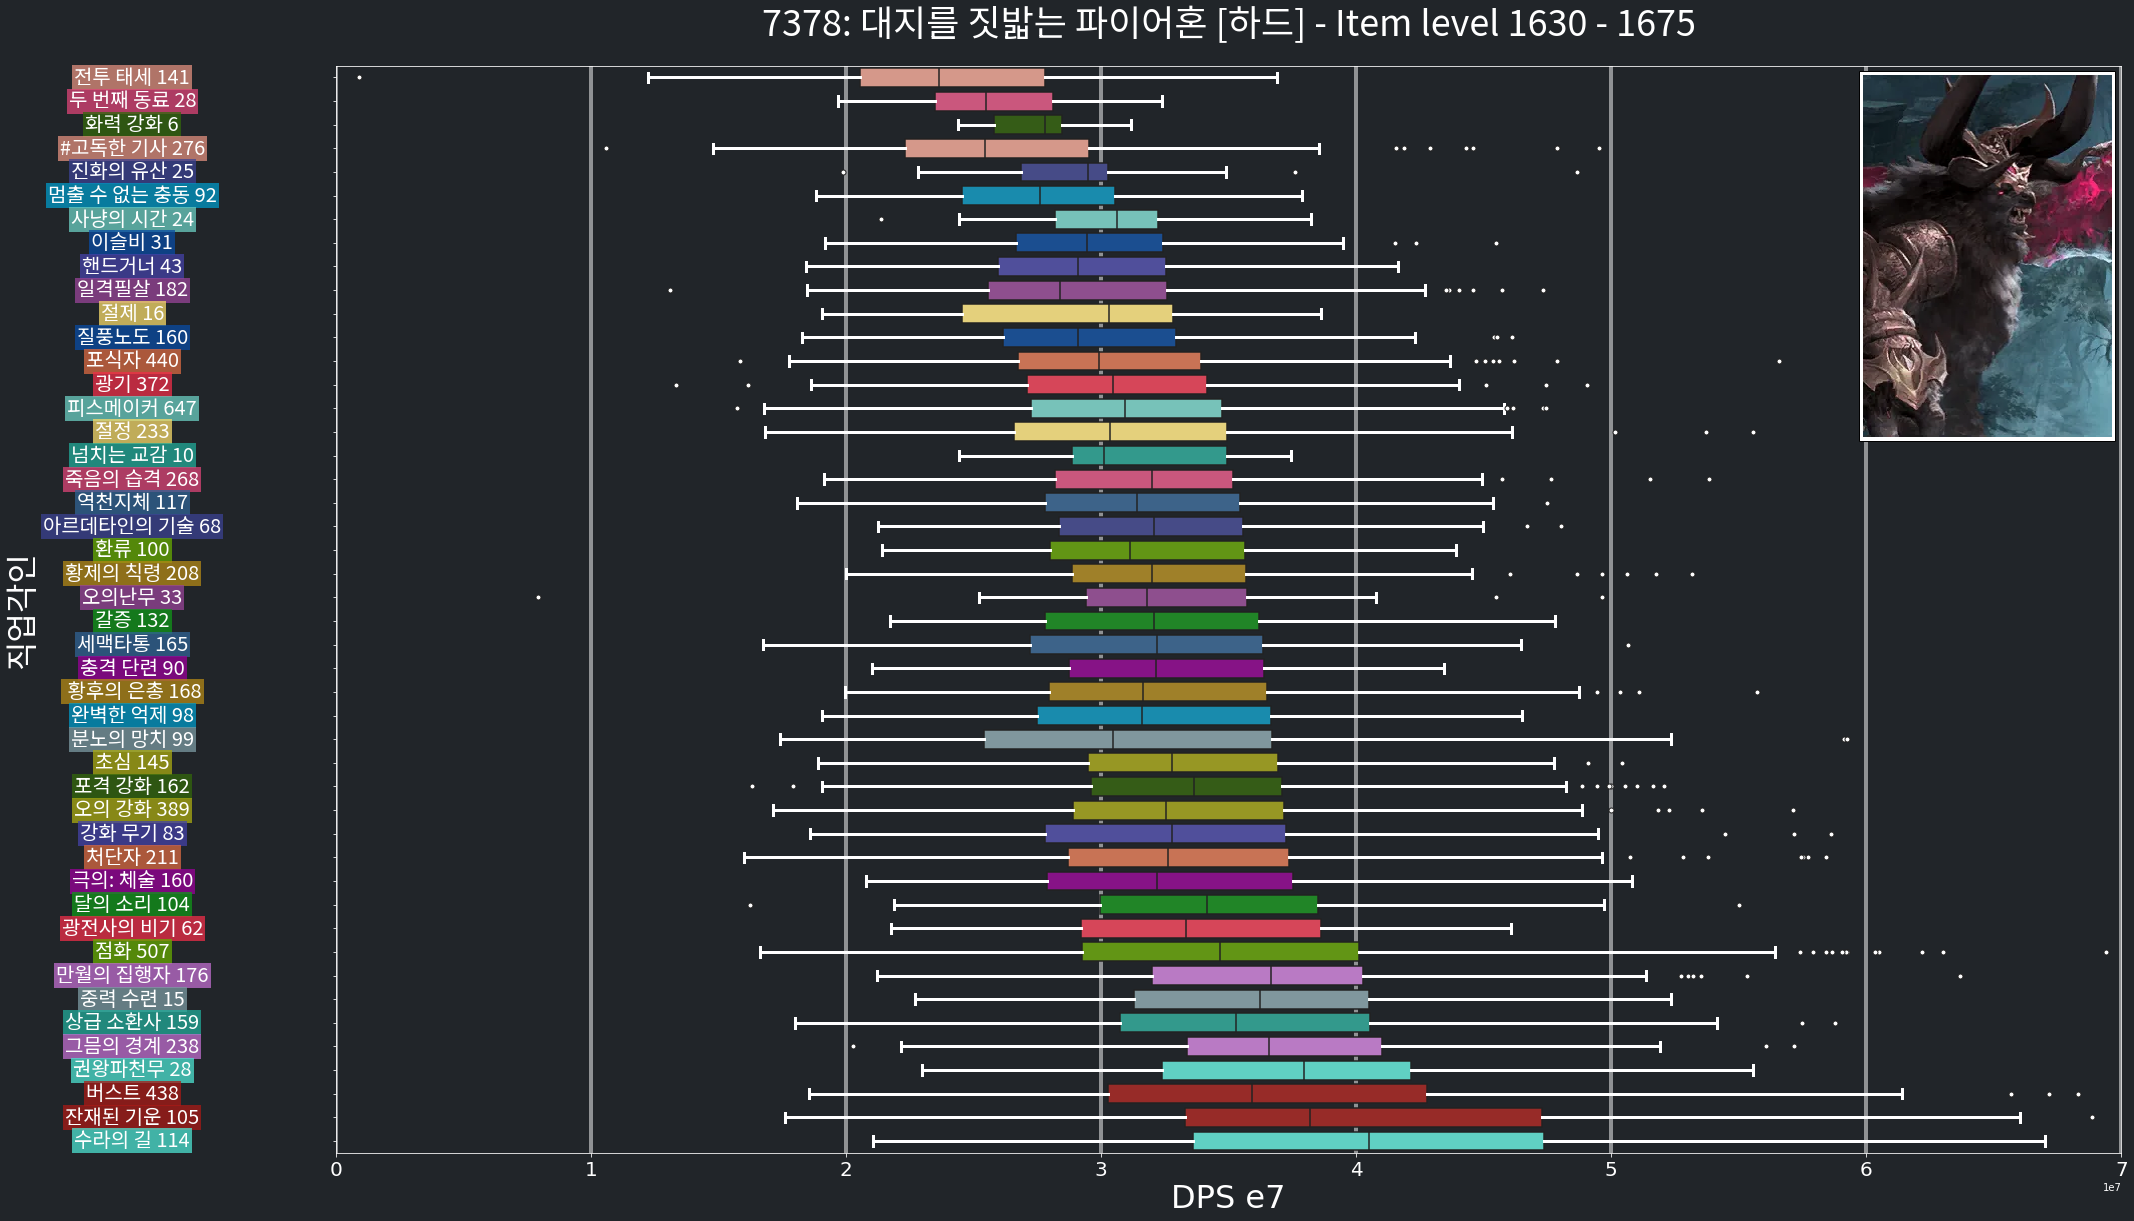 7378: 대지를 짓밟는 파이어혼 [하드] - Item level 1630 - 1675
직업각인
전투 태세 141
두 번째 동료 28
화력 강화 6
#고독한 기사 276
진화의 유산 25
멈출 수 없는 충동 92
사냥의 시간 24
이슬비 31
핸드거너 43
일격필살 182
절제 16
질풍노도 160
포식자 440
광기 372
피스메이커 647
절정 233
넘치는 교감 10
죽음의 습격 268
역천지체 117
아르데타인의 기술 68
환류 100
황제의 칙령 208
오의난무 33
갈증 132
세맥타통 165
충격 단련 90
황후의 은총 168
완벽한 억제 98
분노의 망치 99
초심 145
포격 강화 162
오의 강화 389
강화 무기 83
처단자 211
극의: 체술 160
달의 소리 104
광전사의 비기 62
점화 507
만월의 집행자 176
중력 수련 15
상급 소환사 159
그믐의 경계 238
권왕파천무 28
버스트 438
잔재된 기운 105
수라의 길 114
0 1 2 3 4 5 6 7
1e7
DPS e7